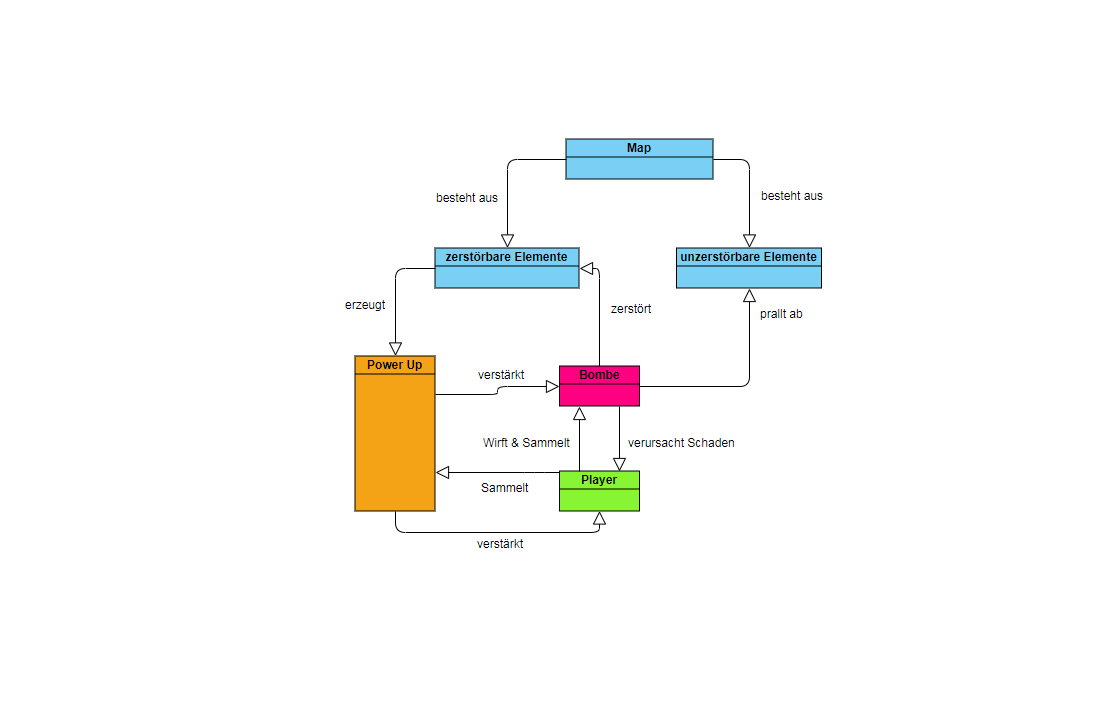 Map
besteht aus
besteht aus
zerstörbare Elemente
unzerstörbare Elemente
erzeugt
zerstört
prallt ab
Power Up
verstärkt
Bombe
Wirft & Sammelt
verursacht Schaden
Player
Sammelt
verstärkt